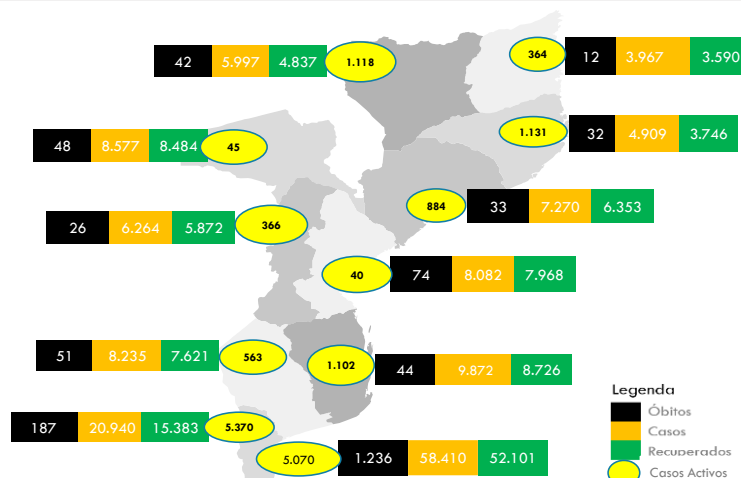 42 5.997 4.837 1.118
364 12 3.967 3.590
1.131 32 4.909 3.746
48 8.577 8.484 45
884 33 7.270 6.353
26 6.264 5.872 366
40 74 8.082 7.968
51 8.235 7.621 563
1.102 44 9.872 8.726
187 20.940 15.383 5.370
5.070 1.236 58.410 52.101
Legenda
Óbitos
Casos
Recuperados
Casos Activos